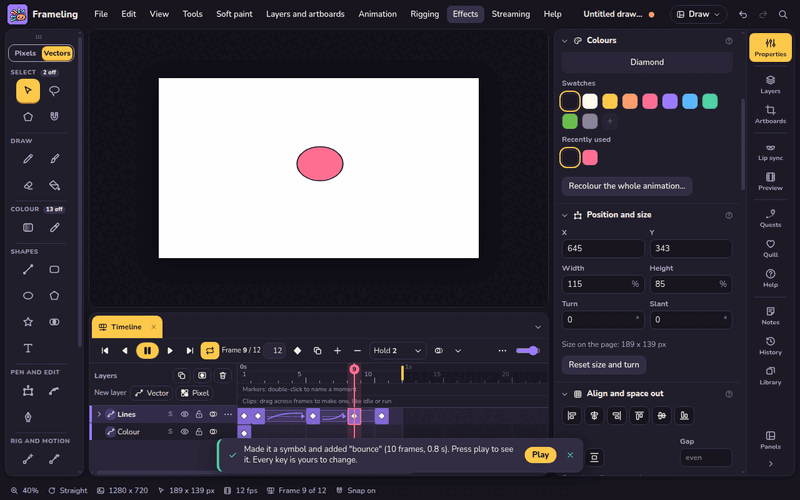 Frameling File Edit View Tools Soft paint Layers and artboards Animation Rigging Effects Streaming Help Untitled draw... Draw
Pixels Vectors
SELECT 2 off
DRAW
COLOUR 13 off
SHAPES
PEN AND EDIT
RIG AND MOTION
Timeline
Frame 9 / 12 12 Hold 2
Layers
0s 1s
1 5 9 10 15 20
Markers: double-click to name a moment
New layer Vector Pixel
Clips: drag across frames to make one, like idle or run
Lines S
Colour S
Made it a symbol and added "bounce" (10 frames, 0.8 s). Press play to see
it. Every key is yours to change.
Play
Colours
Diamond
Swatches
Recently used
Recolour the whole animation...
Position and size
X Y
645 343
Width Height
115 % 85 %
Turn Slant
0 ° 0 °
Size on the page: 189 x 139 px
Reset size and turn
Align and space out
Gap
even
Properties
Layers
Artboards
Lip sync
Preview
Quests
Quill
Help
Notes
History
Library
Panels
40% Straight 1280 x 720 189 x 139 px 12 fps Frame 9 of 12 Snap on